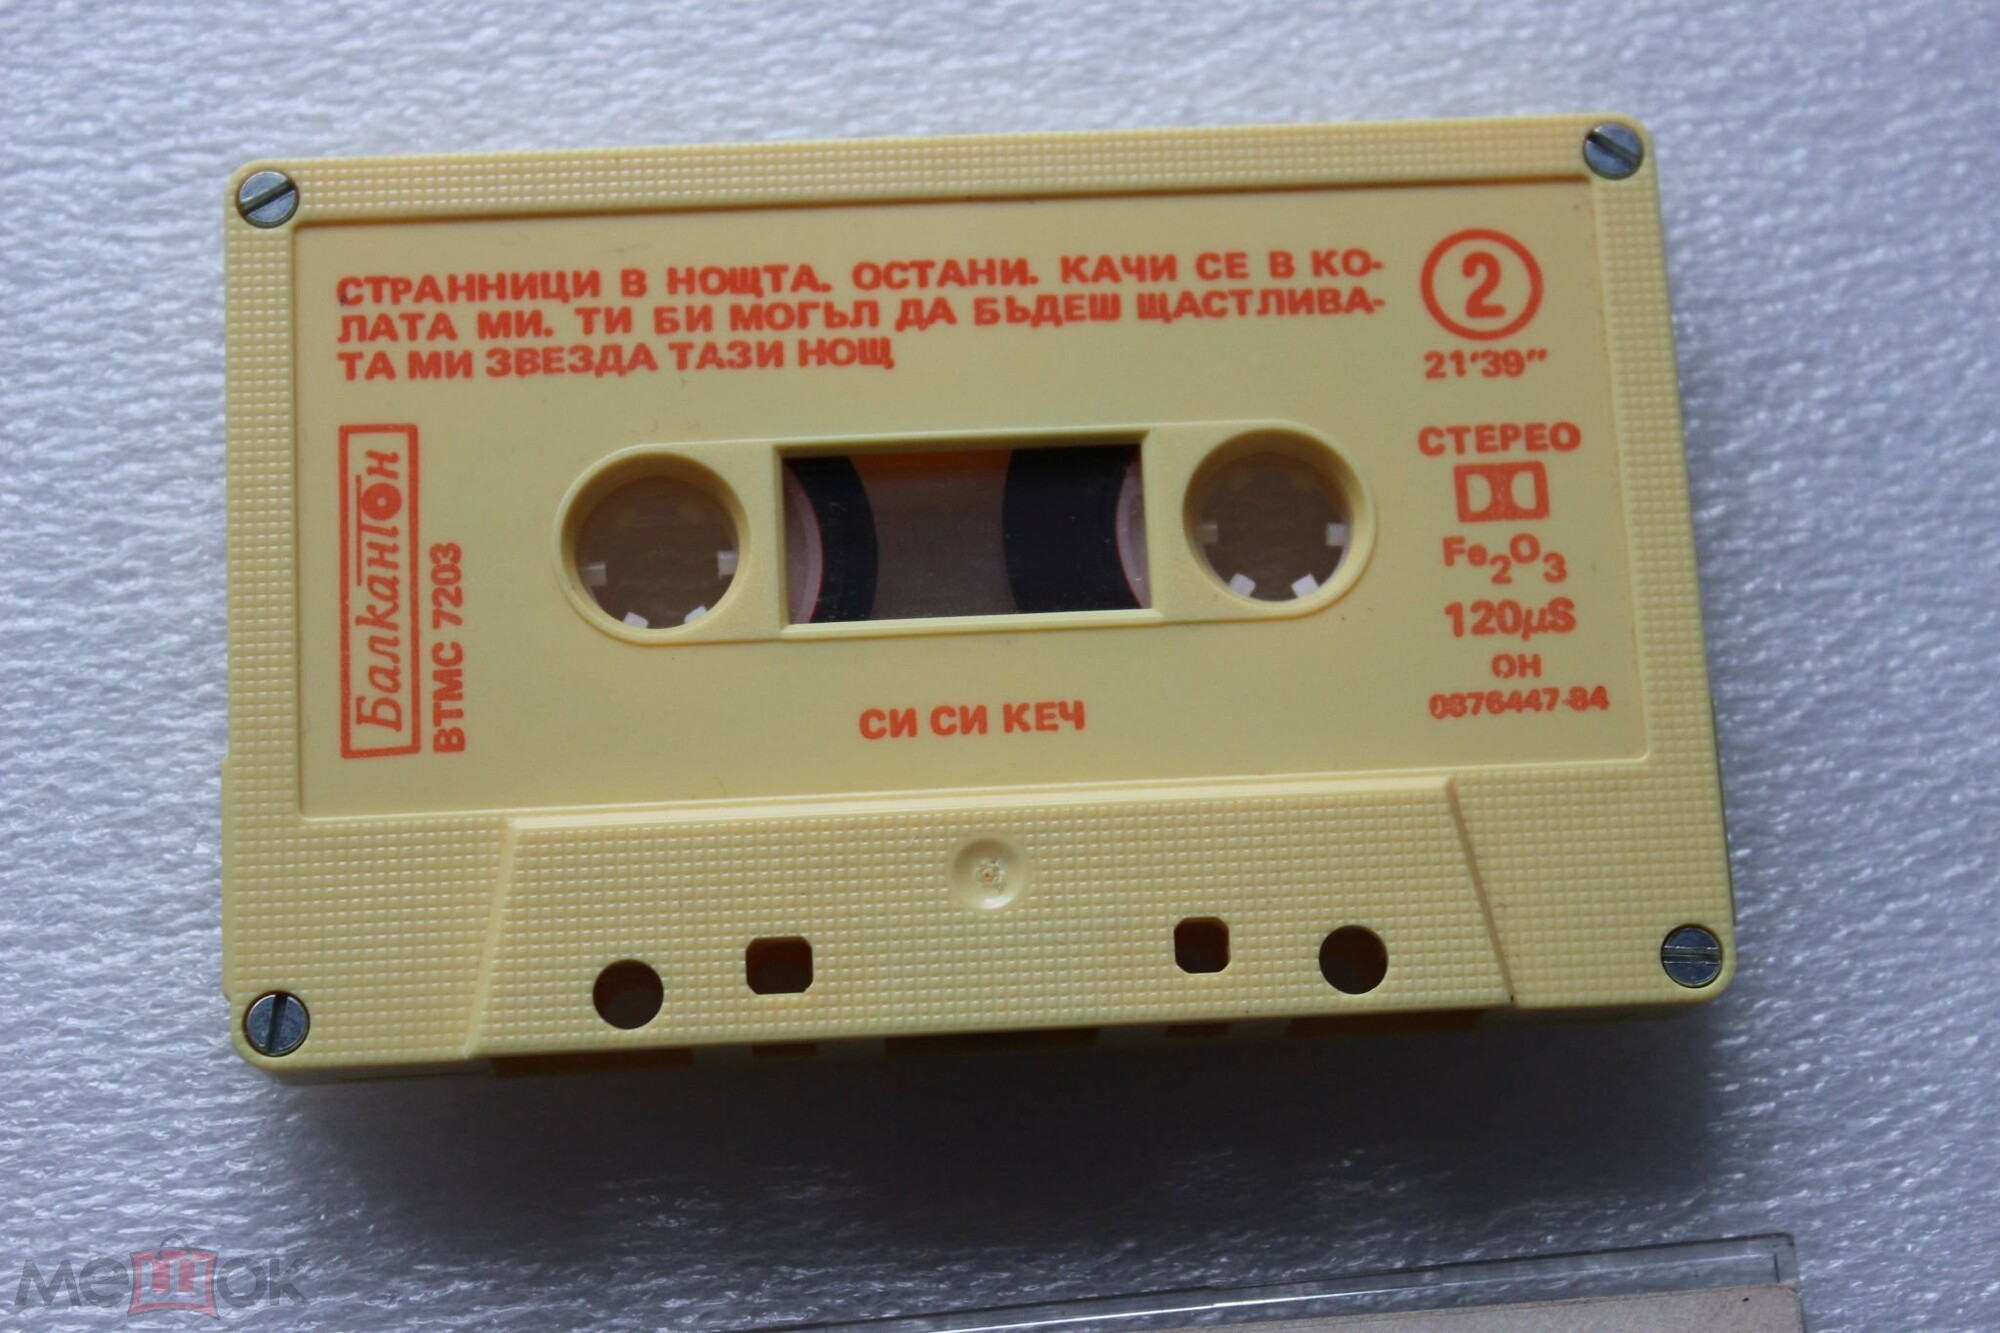 СТРАННИЦИ В НОЩТА. ОСТАНИ. КАЧИ СЕ В КО-
ЛАТА МИ. ТИ БИ МОГЪЛ ДА БЪДЕШ ЩАСТЛИВА-
ТА МИ ЗВЕЗДА ТАЗИ НОЩ
2
21'39"
Балкантон
ВТМС 7203
СТЕРЕО
Fe2O3
120µS
ОН
0876447-84
СИ СИ КЕЧ
мешок